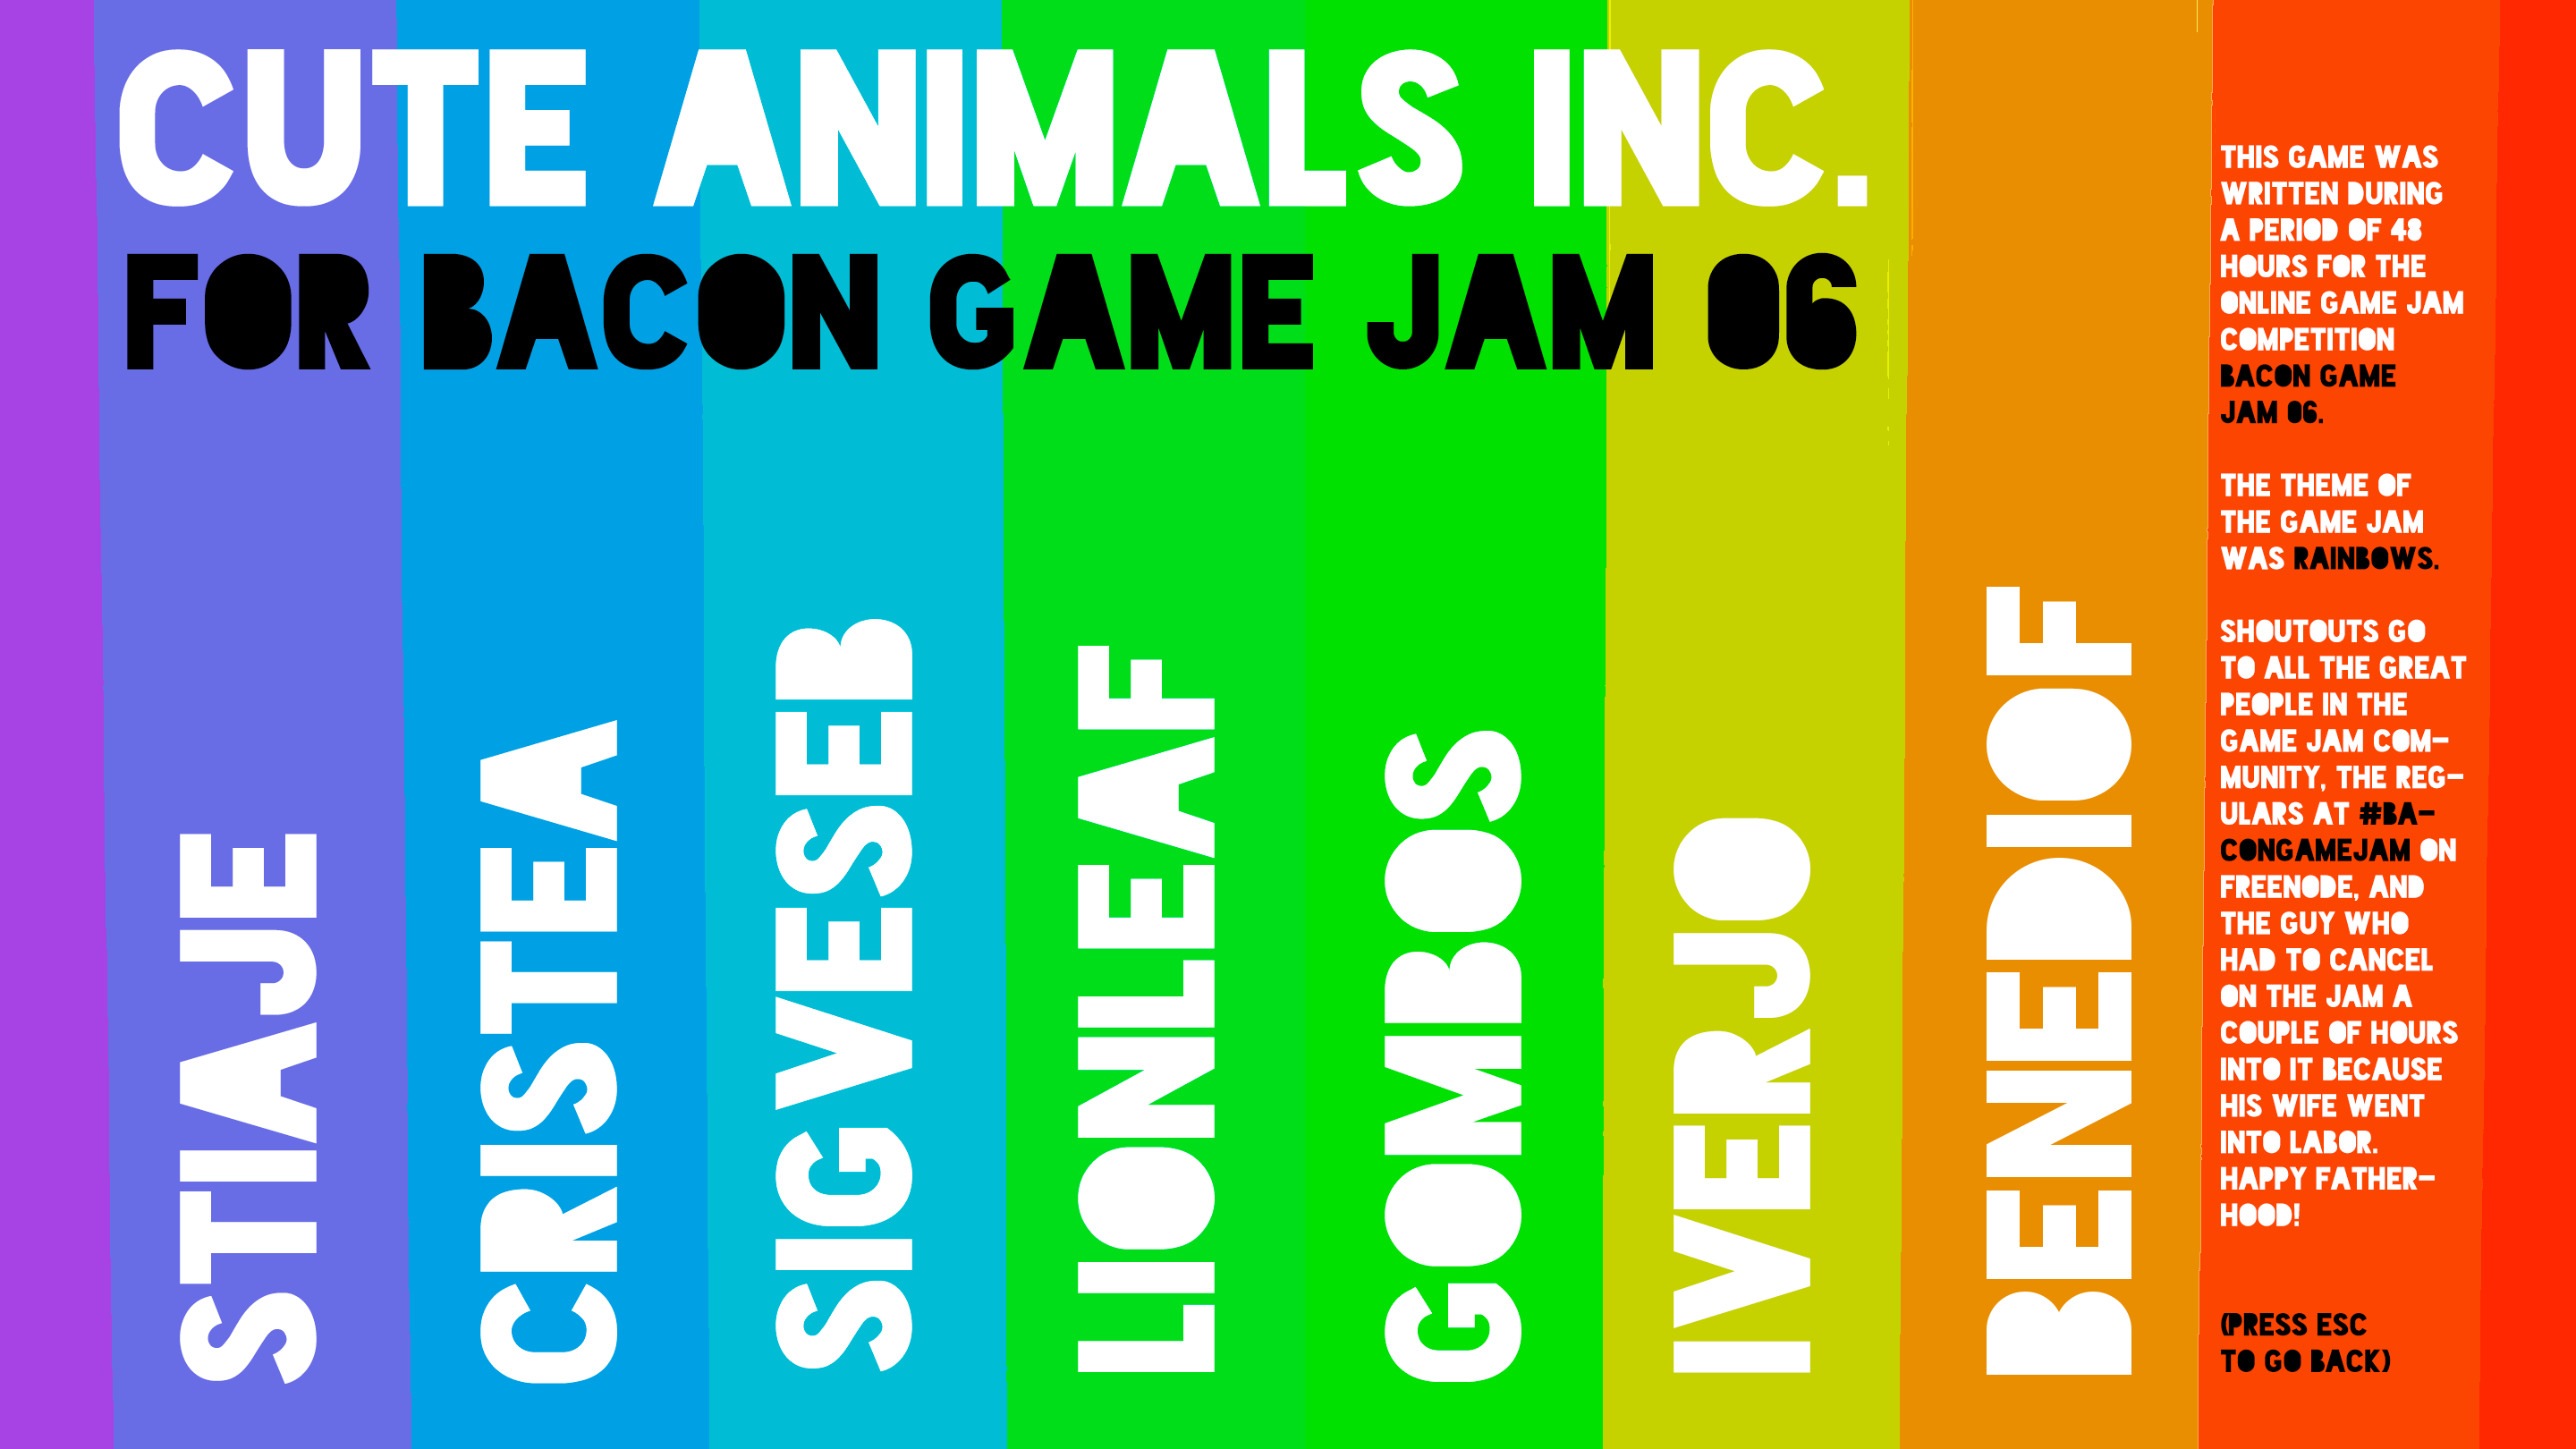 CUTE ANIMALS INC.
FOR BACON GAME JAM 06
STIAJE
CRISTEA
SIGVESEB
LIONLEAF
GOMBOS
IVERJO
BENEDIOF
THIS GAME WAS
WRITTEN DURING
A PERIOD OF 48
HOURS FOR THE
ONLINE GAME JAM
COMPETITION
BACON GAME
JAM 06.
THE THEME OF
THE GAME JAM
WAS RAINBOWS.
SHOUTOUTS GO
TO ALL THE GREAT
PEOPLE IN THE
GAME JAM COM-
MUNITY, THE REG-
ULARS AT #BA-
CONGAMEJAM ON
FREENODE, AND
THE GUY WHO
HAD TO CANCEL
ON THE JAM A
COUPLE OF HOURS
INTO IT BECAUSE
HIS WIFE WENT
INTO LABOR.
HAPPY FATHER-
HOOD!
(PRESS ESC
TO GO BACK)